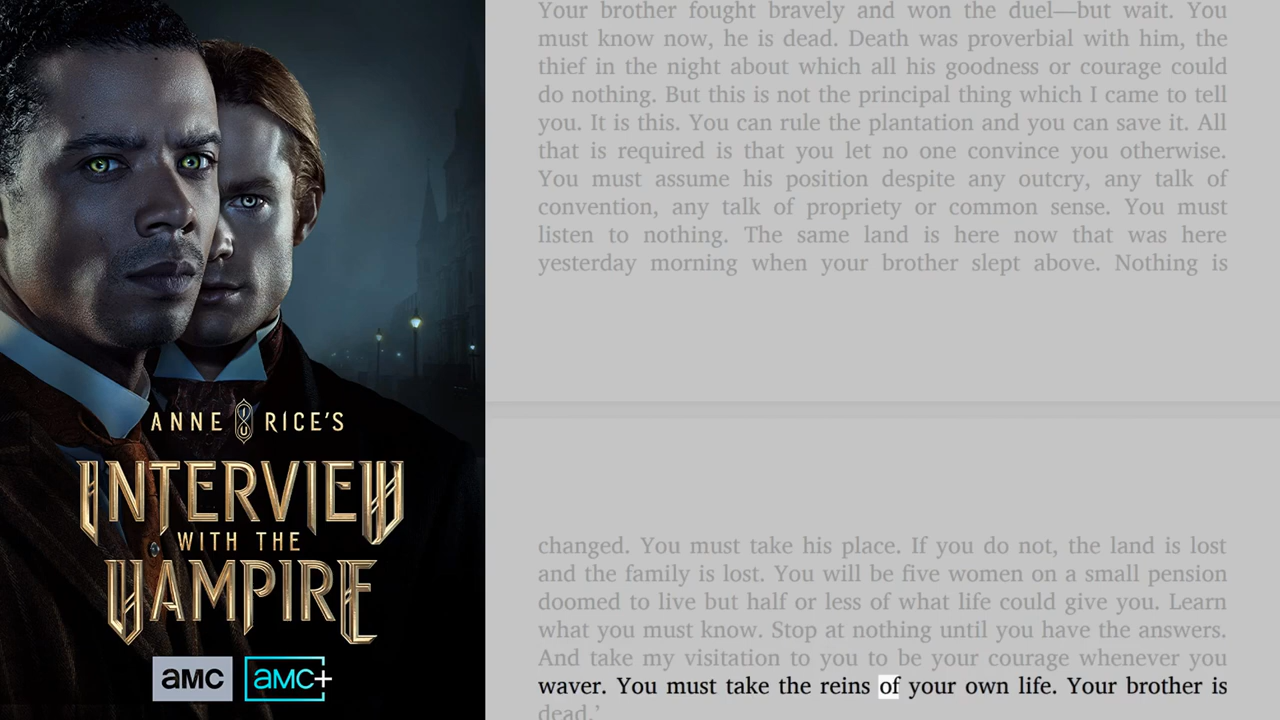 ANNE RICE'S
INTERVIEW
WITH THE
VAMPIRE
aMC
aMC+
Your brother fought bravely and won the duel—but wait. You
must know now, he is dead. Death was proverbial with him, the
thief in the night about which all his goodness or courage could
do nothing. But this is not the principal thing which I came to tell
you. It is this. You can rule the plantation and you can save it. All
that is required is that you let no one convince you otherwise.
You must assume his position despite any outcry, any talk of
convention, any talk of propriety or common sense. You must
listen to nothing. The same land is here now that was here
yesterday morning when your brother slept above. Nothing is
changed. You must take his place. If you do not, the land is lost
and the family is lost. You will be five women on a small pension
doomed to live but half or less of what life could give you. Learn
what you must know. Stop at nothing until you have the answers.
And take my visitation to you to be your courage whenever you
waver. You must take the reins of your own life. Your brother is
dead.'